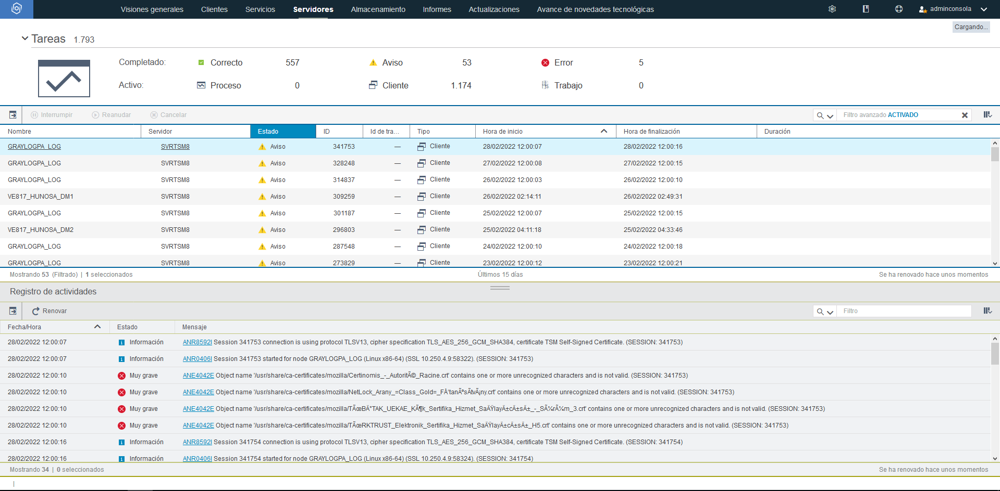 Visiones generales Clientes Servicios Servidores Almacenamiento Informes Actualizaciones Avance de novedades tecnológicas adminconsola
Cargando...
Tareas 1.793
Completado: Correcto 557 Aviso 53 Error 5
Activo: Proceso 0 Cliente 1.174 Trabajo 0
Interrumpir Reanudar Cancelar Filtro avanzado ACTIVADO
Nombre Servidor Estado ID Id de tra... Tipo Hora de inicio Hora de finalización Duración
GRAYLOGPA_LOG SVRTSM8 Aviso 341753 — Cliente 28/02/2022 12:00:07 28/02/2022 12:00:16
GRAYLOGPA_LOG SVRTSM8 Aviso 328248 — Cliente 27/02/2022 12:00:08 27/02/2022 12:00:15
GRAYLOGPA_LOG SVRTSM8 Aviso 314837 — Cliente 26/02/2022 12:00:03 26/02/2022 12:00:10
VE817_HUNOSA_DM1 SVRTSM8 Aviso 309259 — Cliente 26/02/2022 02:14:11 26/02/2022 02:49:31
GRAYLOGPA_LOG SVRTSM8 Aviso 301187 — Cliente 25/02/2022 12:00:07 25/02/2022 12:00:15
VE817_HUNOSA_DM2 SVRTSM8 Aviso 296803 — Cliente 25/02/2022 04:11:18 25/02/2022 04:33:46
GRAYLOGPA_LOG SVRTSM8 Aviso 287548 — Cliente 24/02/2022 12:00:10 24/02/2022 12:00:18
GRAYLOGPA_LOG SVRTSM8 Aviso 273829 — Cliente 23/02/2022 12:00:12 23/02/2022 12:00:21
Mostrando 53 (Filtrado) | 1 seleccionados Últimos 15 días Se ha renovado hace unos momentos
Registro de actividades
Renovar Filtro
Fecha/Hora Estado Mensaje
28/02/2022 12:00:07 Información ANR8592I Session 341753 connection is using protocol TLSV13, cipher specification TLS_AES_256_GCM_SHA384, certificate TSM Self-Signed Certificate. (SESSION: 341753)
28/02/2022 12:00:07 Información ANR0406I Session 341753 started for node GRAYLOGPA_LOG (Linux x86-64) (SSL 10.250.4.9:58322). (SESSION: 341753)
28/02/2022 12:00:10 Muy grave ANE4042E Object name '/usr/share/ca-certificates/mozilla/Certinomis_-_AutoritÃ©_Racine.crt' contains one or more unrecognized characters and is not valid. (SESSION: 341753)
28/02/2022 12:00:10 Muy grave ANE4042E Object name '/usr/share/ca-certificates/mozilla/NetLock_Arany_=Class_Gold=_FÅ‘tanÃºsÃtvÃ¡ny.crt' contains one or more unrecognized characters and is not valid. (SESSION: 341753)
28/02/2022 12:00:10 Muy grave ANE4042E Object name '/usr/share/ca-certificates/mozilla/TÃœBÄ°TAK_UEKAE_KÃ¶k_Sertifika_Hizmet_SaÄŸlayÄ±cÄ±sÄ±_-_SÃ¼rÃ¼m_3.crt' contains one or more unrecognized characters and is not valid. (SESSION: 341753)
28/02/2022 12:00:10 Muy grave ANE4042E Object name '/usr/share/ca-certificates/mozilla/TÃœRKTRUST_Elektronik_Sertifika_Hizmet_SaÄŸlayÄ±cÄ±sÄ±_H5.crt' contains one or more unrecognized characters and is not valid. (SESSION: 341753)
28/02/2022 12:00:16 Información ANR8592I Session 341754 connection is using protocol TLSV13, cipher specification TLS_AES_256_GCM_SHA384, certificate TSM Self-Signed Certificate. (SESSION: 341754)
28/02/2022 12:00:16 Información ANR0406I Session 341754 started for node GRAYLOGPA_LOG (Linux x86-64) (SSL 10.250.4.9:58324). (SESSION: 341754)
Mostrando 34 | 0 seleccionados Se ha renovado hace unos momentos
|